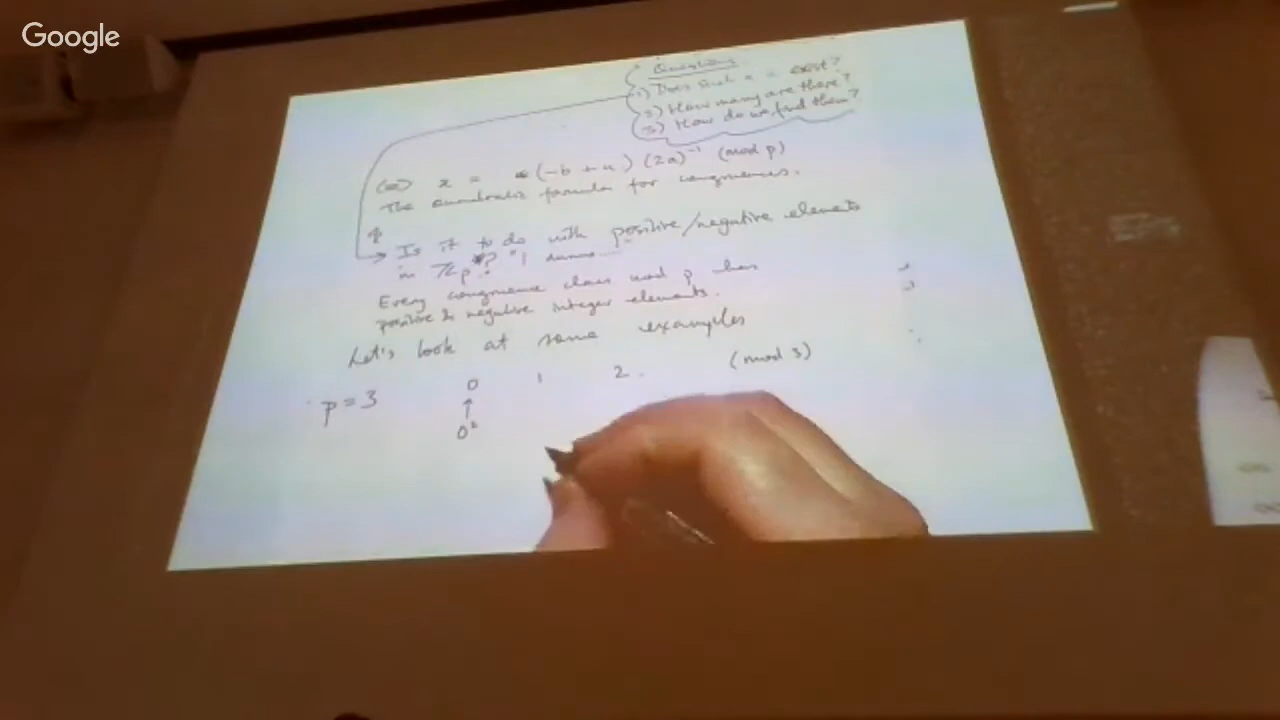 Google
Questions
1) Does such exist?
2) How many are there?
3) How do we find them?
x = (-b + u) (2a)⁻¹ (mod p)
The quadratic formula for congruences.
Is it to do with positive/negative elements
in ℤp?
Every congruence class mod p has
positive & negative integer elements.
Let's look at some examples
p = 3 0 1 2 (mod 3)
↑
0²